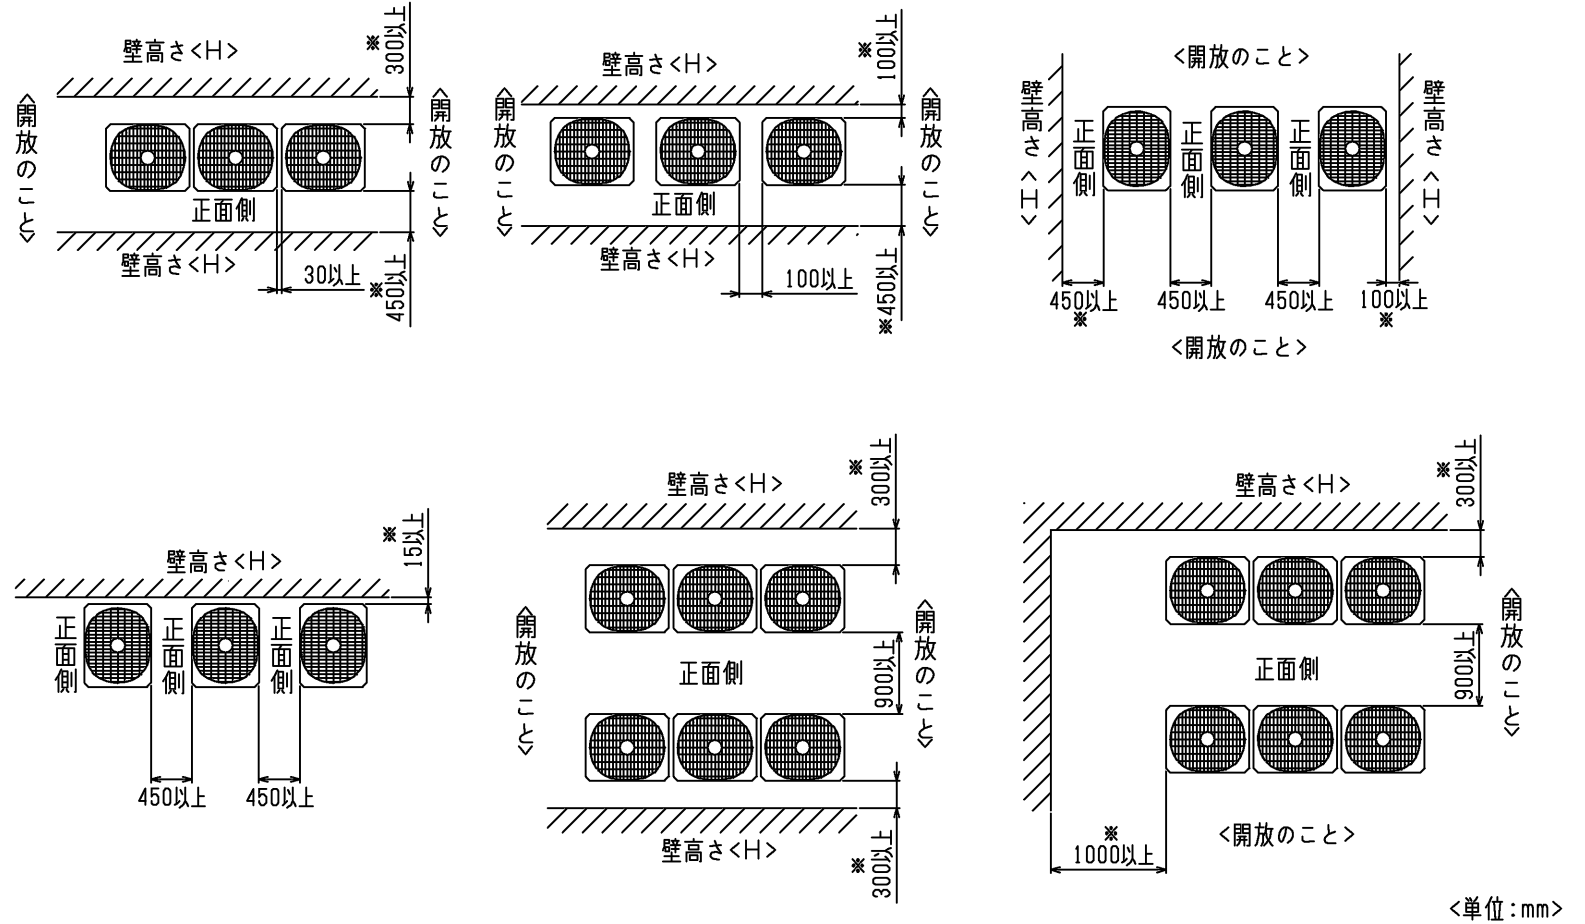 壁高さ<H>
※
300以上
<開放のこと>
<開放のこと>
正面側
壁高さ<H>
30以上
※
450以上
壁高さ<H>
※
100以上
<開放のこと>
<開放のこと>
正面側
壁高さ<H>
100以上
※450以上
<開放のこと>
壁高さ<H>
正面側
正面側
正面側
壁高さ<H>
450以上
※
450以上
450以上
100以上
※
<開放のこと>
壁高さ<H>
※
15以上
正面側
正面側
正面側
450以上
450以上
壁高さ<H>
※
300以上
<開放のこと>
正面側
900以上
<開放のこと>
壁高さ<H>
※
300以上
壁高さ<H>
※
300以上
正面側
900以上
<開放のこと>
※
1000以上
<開放のこと>
<単位:mm>